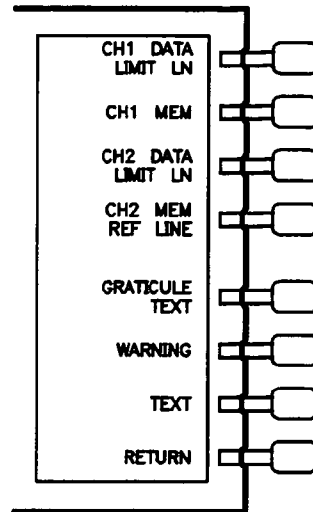 CH1 DATA
LIMIT LN
CH1 MEM
CH2 DATA
LIMIT LN
CH2 MEM
REF LINE
GRATICULE
TEXT
WARNING
TEXT
RETURN